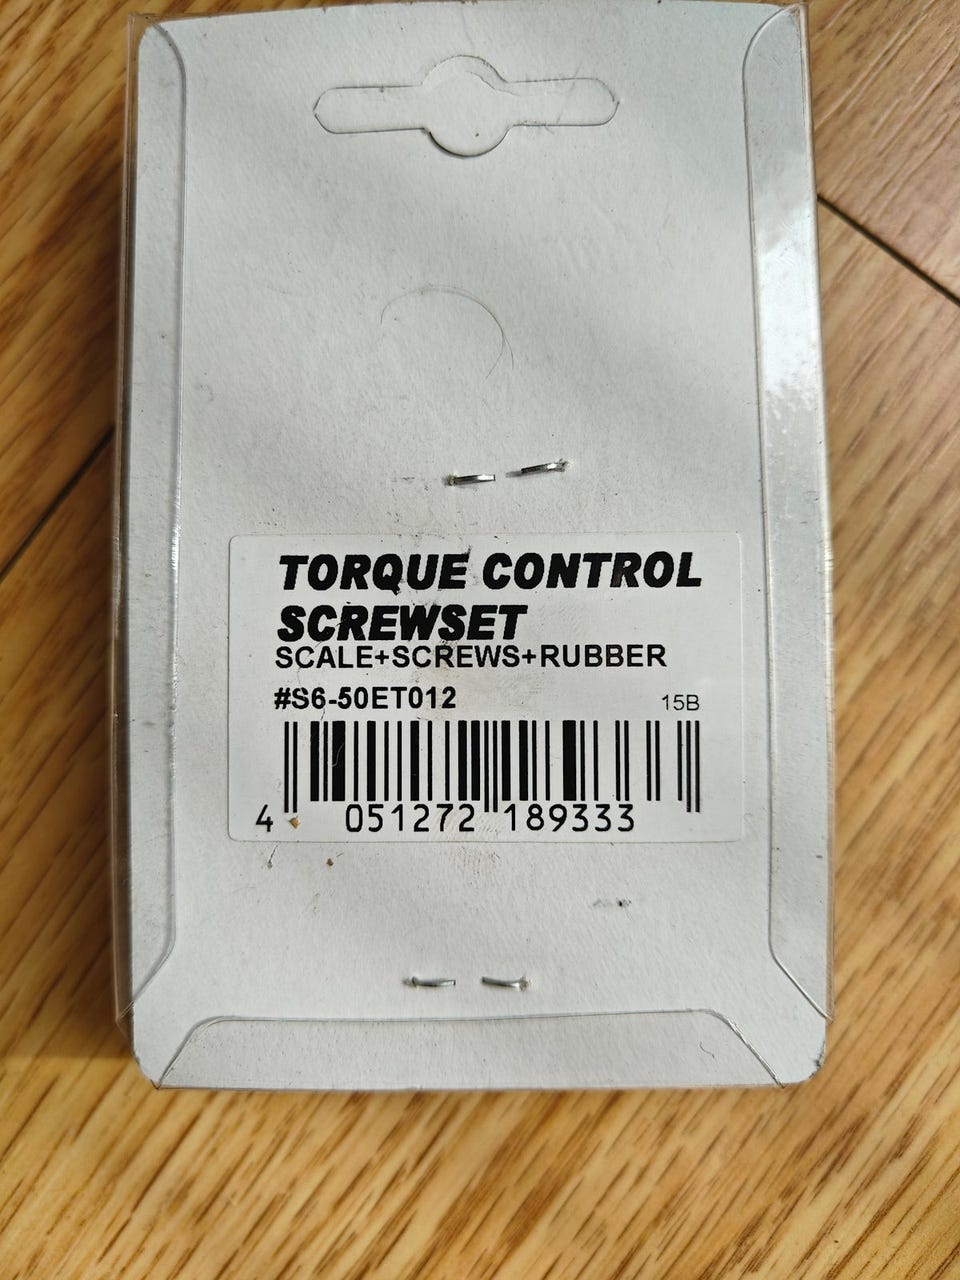 TORQUE CONTROL
SCREWSET
SCALE+SCREWS+RUBBER
#S6-50ET012 15B
4 051272 189333